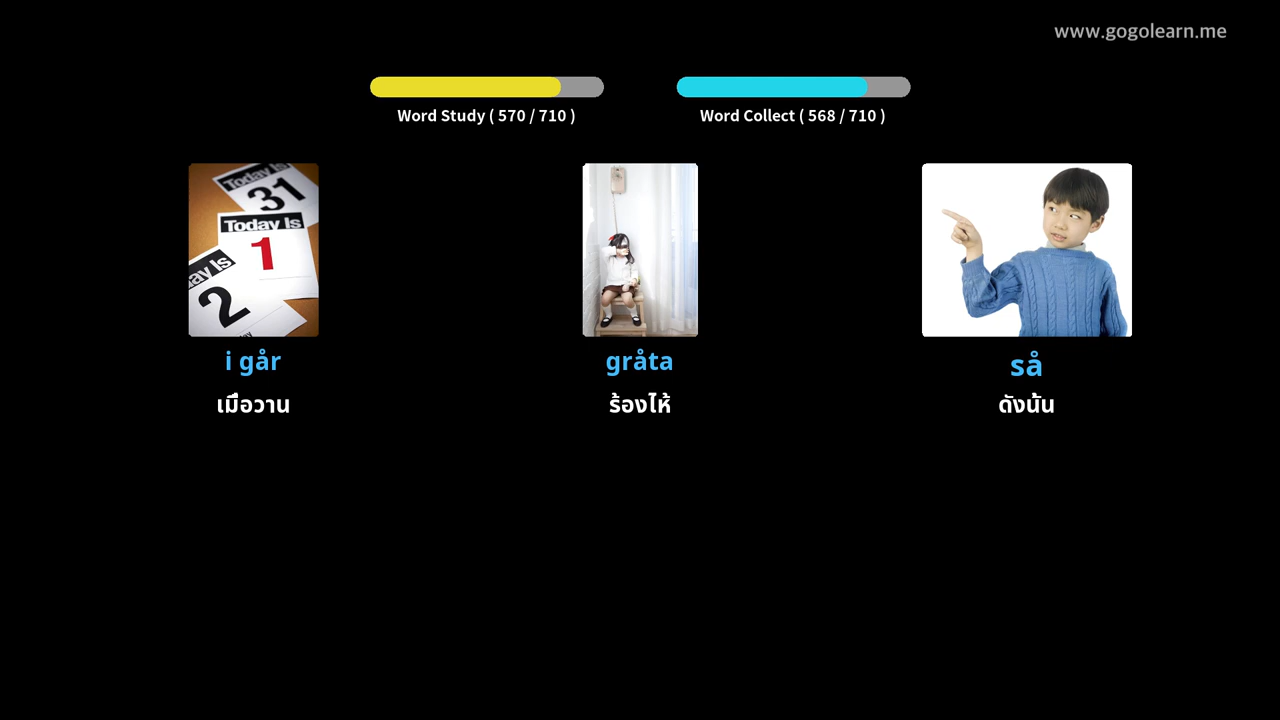 www.gogolearn.me
Word Study ( 570 / 710 )
Word Collect ( 568 / 710 )
Today Is
31
Today Is
1
ay Is
2
i går
gråta
så
เมื่อวาน
ร้องไห้
ดังนั้น